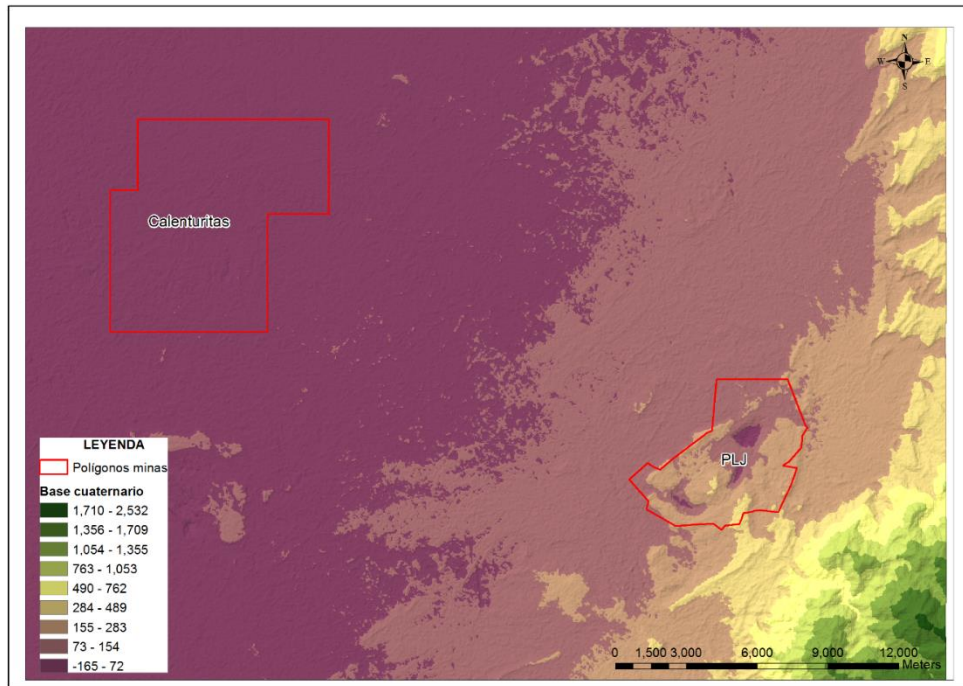 N
W E
S
Calenturitas
PLJ
LEYENDA
Polígonos minas
Base cuaternario
1,710 - 2,532
1,356 - 1,709
1,054 - 1,355
763 - 1,053
490 - 762
284 - 489
155 - 283
73 - 154
-165 - 72
0 1,500 3,000 6,000 9,000 12,000
Meters